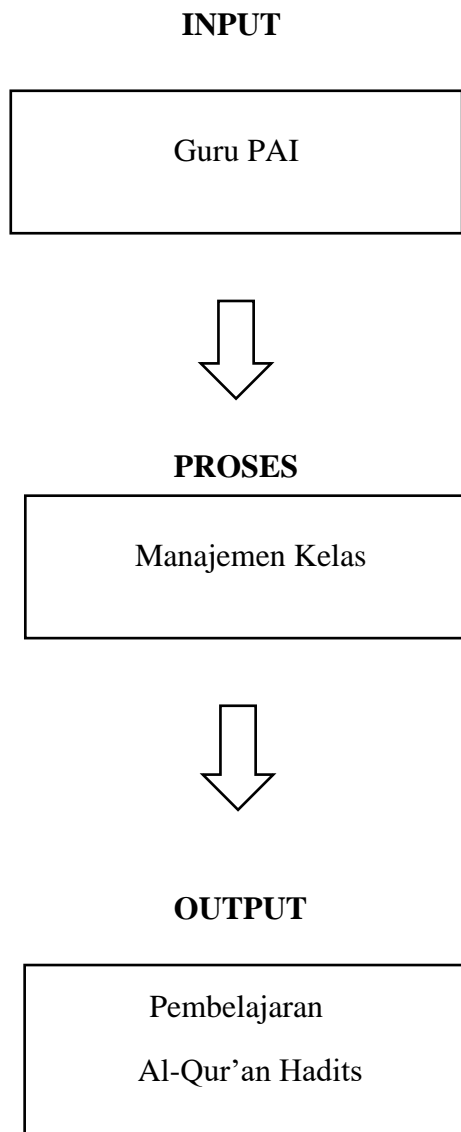 INPUT
Guru PAI
PROSES
Manajemen Kelas
OUTPUT
Pembelajaran
Al-Qur’an Hadits